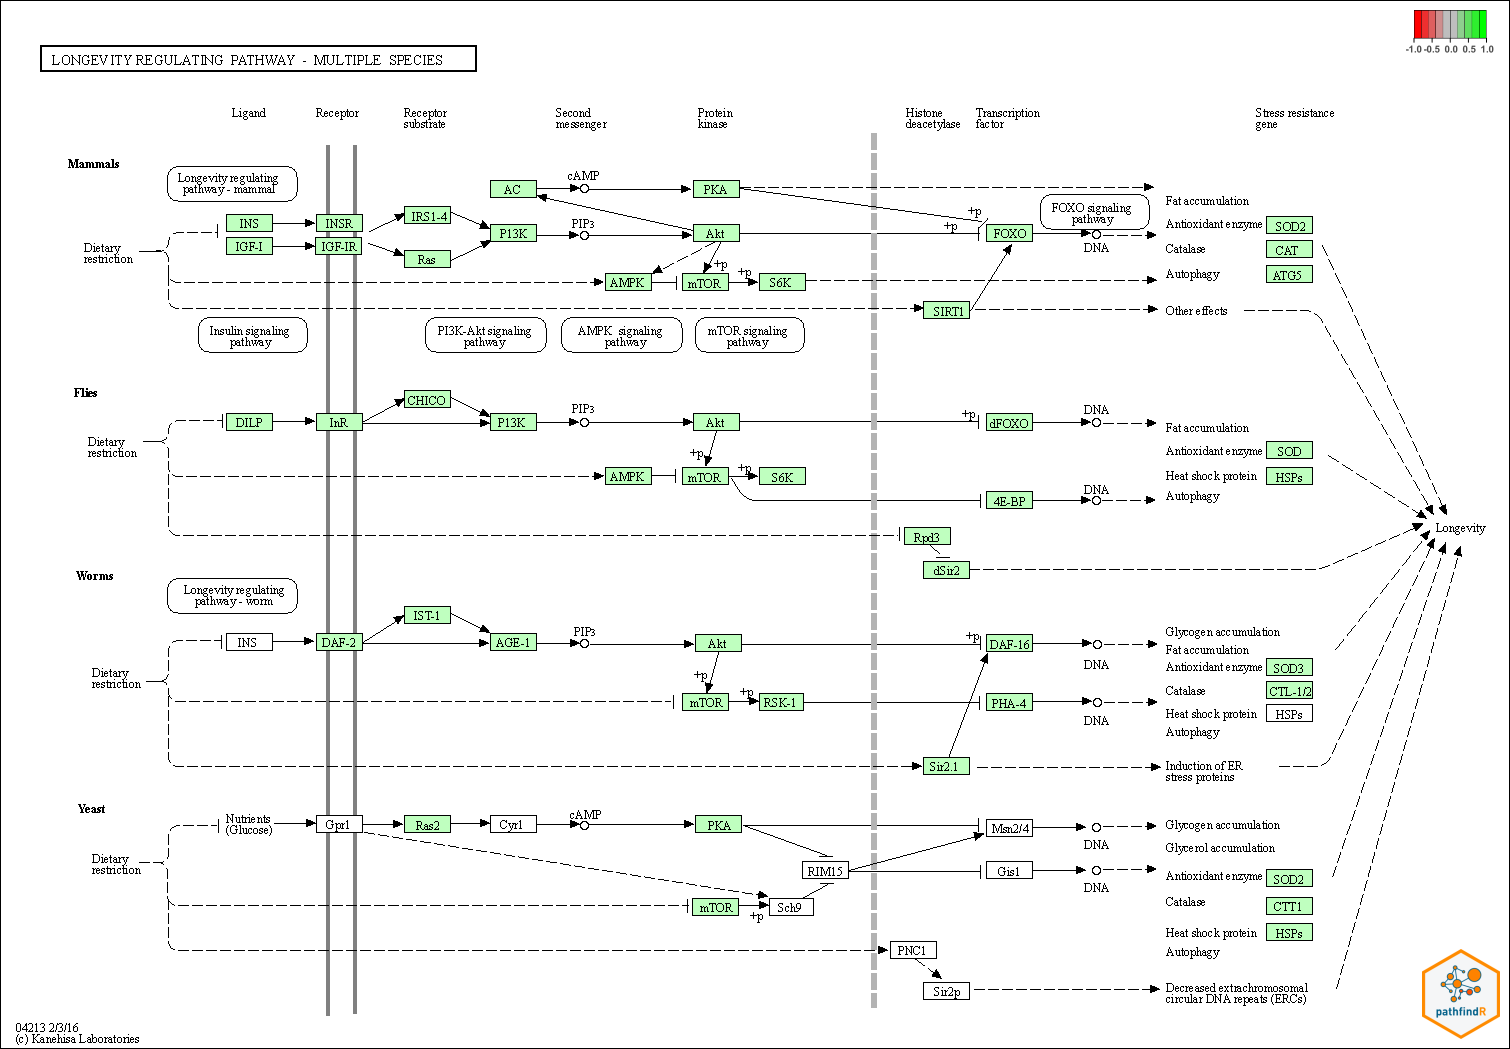 -1.0 -0.5 0.0 0.5 1.0
LONGEVITY REGULATING PATHWAY - MULTIPLE SPECIES
Ligand
Receptor
Receptor
substrate
Second
messenger
Protein
kinase
Histone
deacetylase
Transcription
factor
Stress resistance
gene
Mammals
Longevity regulating
pathway - mammal
AC
cAMP
PKA
INS
INSR
IRS1-4
P13K
PIP3
Akt
+p
+p
FOXO
FOXO signaling
pathway
DNA
IGF-I
IGF-IR
Ras
Dietary
restriction
AMPK
mTOR
+p
+p
S6K
SIRT1
Fat accumulation
Antioxidant enzyme
SOD2
Catalase
CAT
Autophagy
ATG5
Other effects
Insulin signaling
pathway
PI3K-Akt signaling
pathway
AMPK signaling
pathway
mTOR signaling
pathway
Flies
DILP
InR
CHICO
P13K
PIP3
Akt
+p
dFOXO
DNA
Dietary
restriction
AMPK
mTOR
+p
+p
S6K
4E-BP
DNA
Rpd3
dSir2
Fat accumulation
Antioxidant enzyme
SOD
Heat shock protein
HSPs
Autophagy
Longevity
Worms
Longevity regulating
pathway - worm
INS
DAF-2
IST-1
AGE-1
PIP3
Akt
+p
DAF-16
DNA
Dietary
restriction
mTOR
+p
+p
RSK-1
PHA-4
DNA
Sir2.1
Glycogen accumulation
Fat accumulation
Antioxidant enzyme
SOD3
Catalase
CTL-1/2
Heat shock protein
HSPs
Autophagy
Induction of ER
stress proteins
Yeast
Nutrients
(Glucose)
Gpr1
Ras2
Cyr1
cAMP
PKA
Msn2/4
DNA
Dietary
restriction
RIM15
Gis1
DNA
mTOR
+p
Sch9
PNC1
Sir2p
Glycogen accumulation
Glycerol accumulation
Antioxidant enzyme
SOD2
Catalase
CTT1
Heat shock protein
HSPs
Autophagy
Decreased extrachromosomal
circular DNA repeats (ERCs)
04213 2/3/16
(c) Kanehisa Laboratories
pathfindR